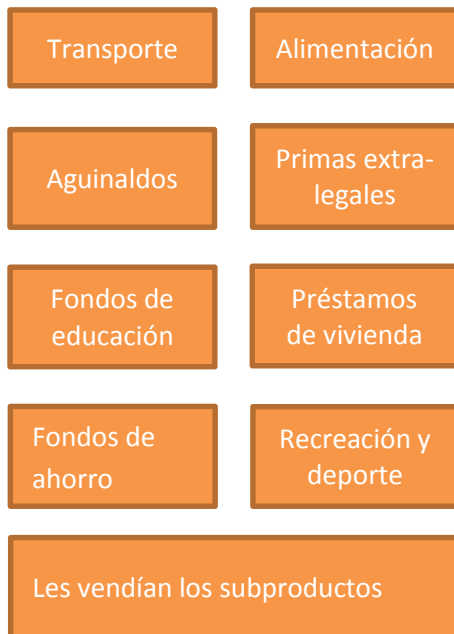 Transporte
Alimentación
Aguinaldos
Primas extra-
legales
Fondos de
educación
Préstamos
de vivienda
Fondos de
ahorro
Recreación y
deporte
Les vendían los subproductos